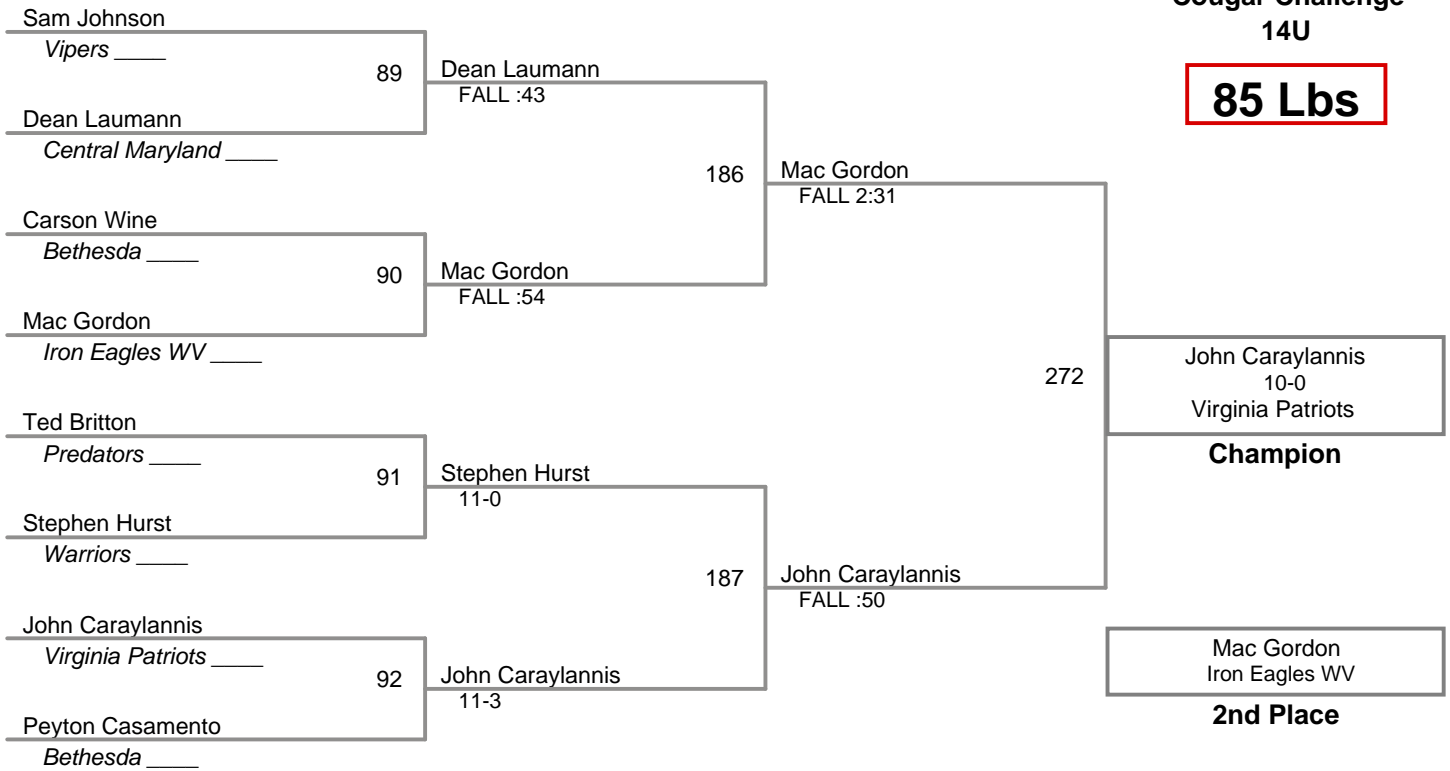 Cougar Challenge
14U
85 Lbs
Sam Johnson
Vipers ____
89
Dean Laumann
FALL :43
Dean Laumann
Central Maryland ____
186
Mac Gordon
FALL 2:31
Carson Wine
Bethesda ____
90
Mac Gordon
FALL :54
Mac Gordon
Iron Eagles WV ____
272
John Caraylannis
10-0
Virginia Patriots
Champion
Ted Britton
Predators ____
91
Stephen Hurst
11-0
Stephen Hurst
Warriors ____
187
John Caraylannis
FALL :50
John Caraylannis
Virginia Patriots ____
92
John Caraylannis
11-3
Peyton Casamento
Bethesda ____
Mac Gordon
Iron Eagles WV
2nd Place